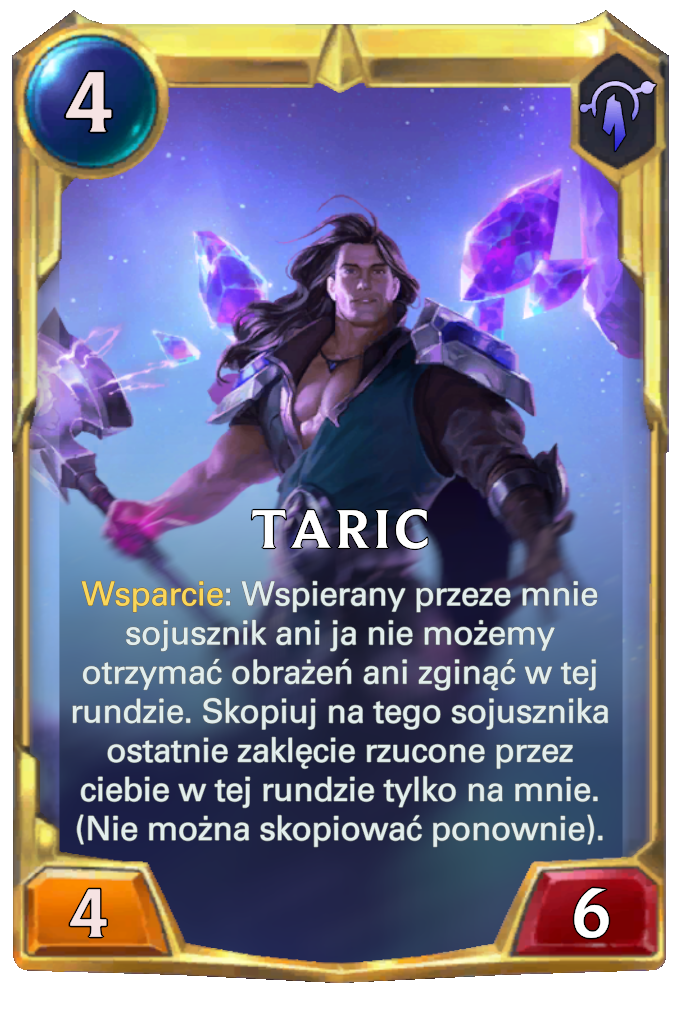 4
TARIC
Wsparcie: Wspierany przeze mnie
sojusznik ani ja nie możemy
otrzymać obrażeń ani zginąć w tej
rundzie. Skopiuj na tego sojusznika
ostatnie zaklęcie rzucone przez
ciebie w tej rundzie tylko na mnie.
(Nie można skopiować ponownie).
4
6